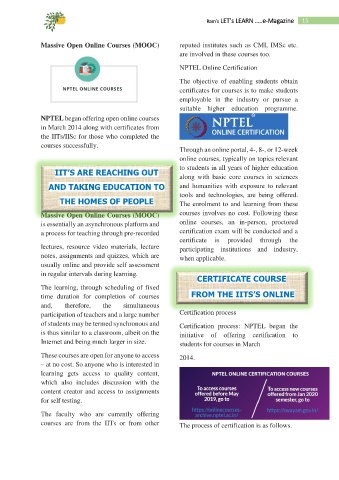 Ram's LET's LEARN .....e-Magazine 13
Massive Open Online Courses (MOOC)
NPTEL ONLINE COURSES
NPTEL began offering open online courses
in March 2014 along with certificates from
the IITs/IISc for those who completed the
courses successfully.
IIT'S ARE REACHING OUT
AND TAKING EDUCATION TO
THE HOMES OF PEOPLE
Massive Open Online Courses (MOOC)
is essentially an asynchronous platform and
a process for teaching through pre-recorded
lectures, resource video materials, lecture
notes, assignments and quizzes, which are
usually online and provide self assessment
in regular intervals during learning.
The learning, through scheduling of fixed
time duration for completion of courses
and, therefore, the simultaneous
participation of teachers and a large number
of students may be termed synchronous and
is thus similar to a classroom, albeit on the
Internet and being much larger in size.
These courses are open for anyone to access
– at no cost. So anyone who is interested in
learning gets access to quality content,
which also includes discussion with the
content creator and access to assignments
for self testing.
The faculty who are currently offering
courses are from the IITs or from other
reputed institutes such as CMI, IMSc etc.
are involved in these courses too.
NPTEL Online Certification
The objective of enabling students obtain
certificates for courses is to make students
employable in the industry or pursue a
suitable higher education programme.
NPTEL
ONLINE CERTIFICATION
Through an online portal, 4-, 8-, or 12-week
online courses, typically on topics relevant
to students in all years of higher education
along with basic core courses in sciences
and humanities with exposure to relevant
tools and technologies, are being offered.
The enrolment to and learning from these
courses involves no cost. Following these
online courses, an in-person, proctored
certification exam will be conducted and a
certificate is provided through the
participating institutions and industry,
when applicable.
CERTIFICATE COURSE
FROM THE IITS'S ONLINE
Certification process
Certification process: NPTEL began the
initiative of offering certification to
students for courses in March
2014.
NPTEL ONLINE CERTIFICATION COURSES
To access courses
offered before May
2019, go to
https://onlinecourses-
archive.nptel.ac.in/
To access new courses
offered from Jan 2020
semester, go to
https://swayam.gov.in/
The process of certification is as follows.